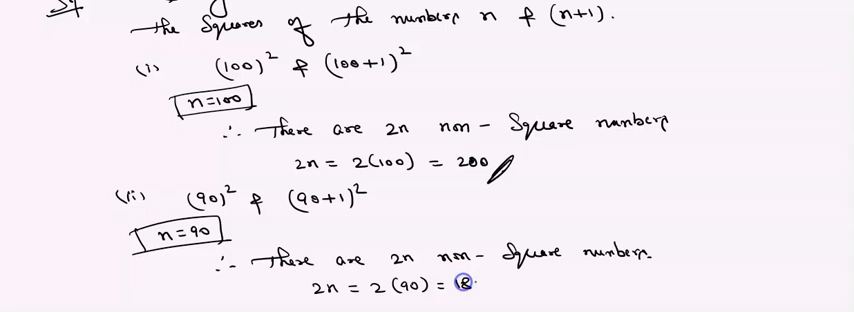 the Squares of the numbers n & (n+1).
(i) (100)² & (100+1)²
n=100
∴ There are 2n non-Square numbers
2n = 2(100) = 200
(ii) (90)² & (90+1)²
n=90
∴ There are 2n non-Square numbers.
2n = 2(90) = 18